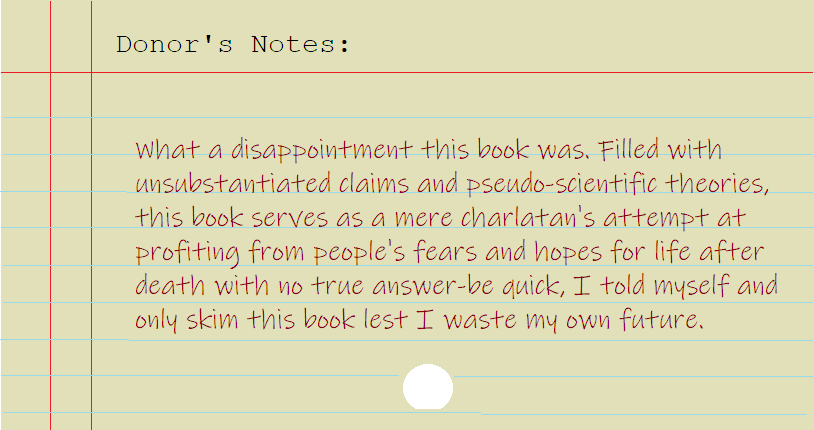 Donor's Notes:
What a disappointment this book was. Filled with
unsubstantiated claims and pseudo-scientific theories,
this book serves as a mere charlatan's attempt at
profiting from people's fears and hopes for life after
death with no true answer-be quick, I told myself and
only skim this book lest I waste my own future.